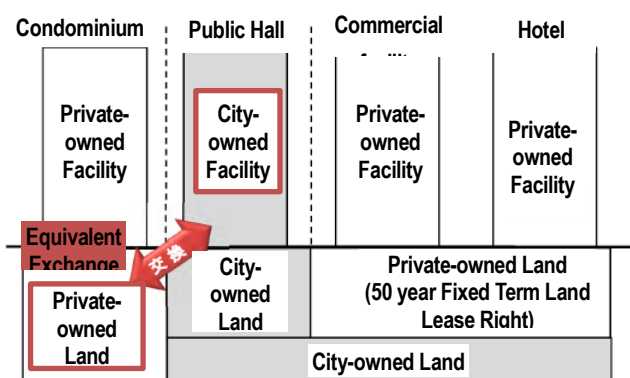 Condominium
Public Hall
Commercial
Hotel
Private-
owned
Facility
City-
owned
Facility
Private-
owned
Facility
Private-
owned
Facility
Equivalent
Exchange
交換
Private-
owned
Land
City-
owned
Land
Private-owned Land
(50 year Fixed Term Land
Lease Right)
City-owned Land